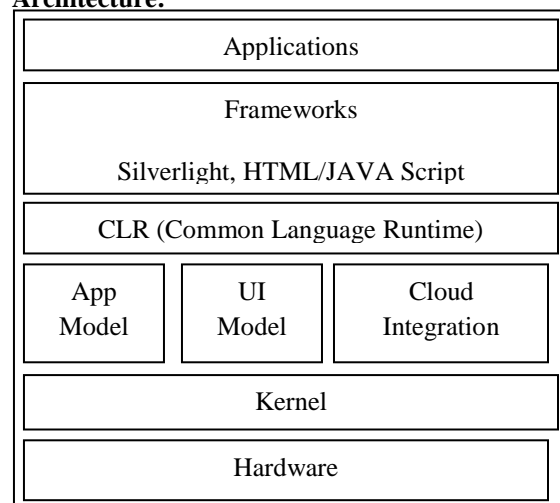 Architecture:
Applications
Frameworks
Silverlight, HTML/JAVA Script
CLR (Common Language Runtime)
App Model
UI Model
Cloud Integration
Kernel
Hardware